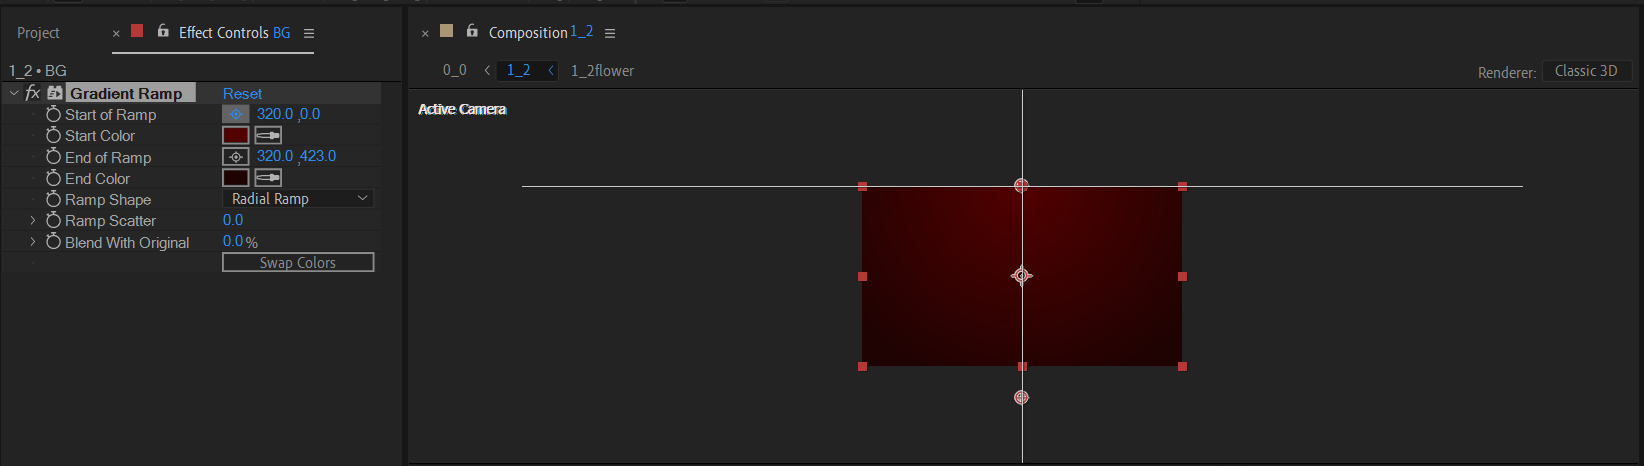 Project × Effect Controls BG ≡
1_2 • BG
fx Gradient Ramp Reset
Start of Ramp 320.0 ,0.0
Start Color
End of Ramp 320.0 ,423.0
End Color
Ramp Shape Radial Ramp
Ramp Scatter 0.0
Blend With Original 0.0 %
Swap Colors
× Composition 1_2 ≡
0_0 < 1_2 < 1_2flower
Renderer: Classic 3D
Active Camera